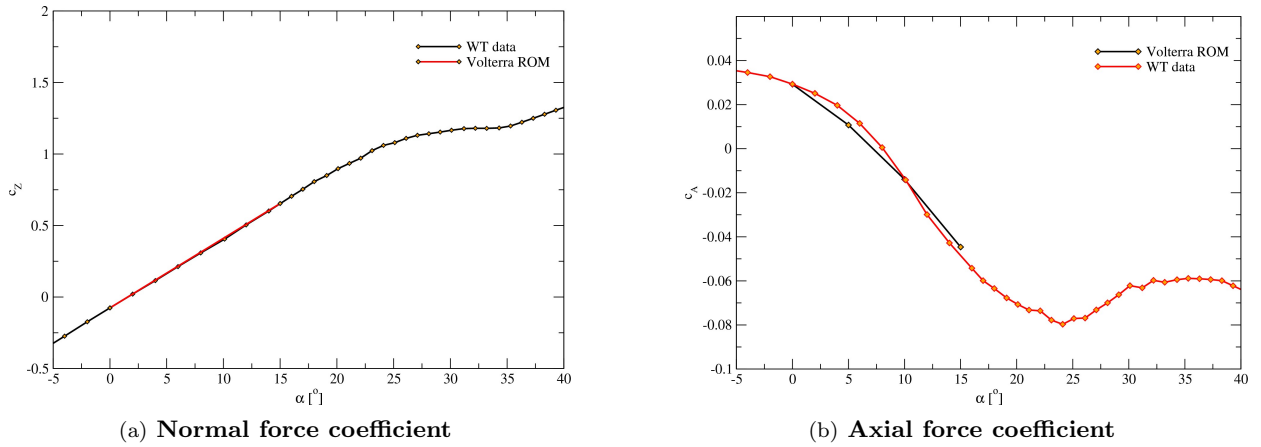 2
1.5
1
0.5
0
-0.5
c_Z
-5 0 5 10 15 20 25 30 35 40
α [°]
WT data
Volterra ROM
(a) Normal force coefficient
0.04
0.02
0
-0.02
-0.04
-0.06
-0.08
-0.1
c_A
-5 0 5 10 15 20 25 30 35 40
α [°]
Volterra ROM
WT data
(b) Axial force coefficient